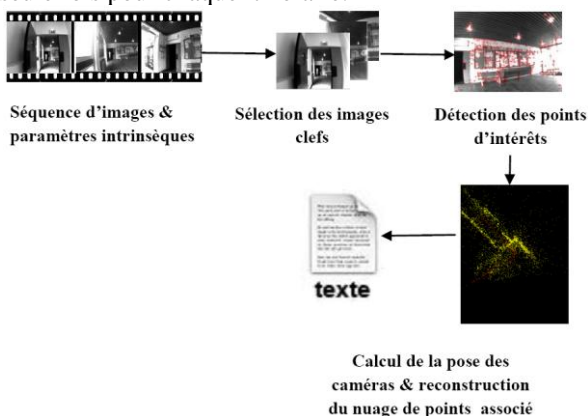 Séquence d'images &
paramètres intrinsèques
Sélection des images
clefs
Détection des points
d'intérêts
texte
Calcul de la pose des
caméras & reconstruction
du nuage de points associé